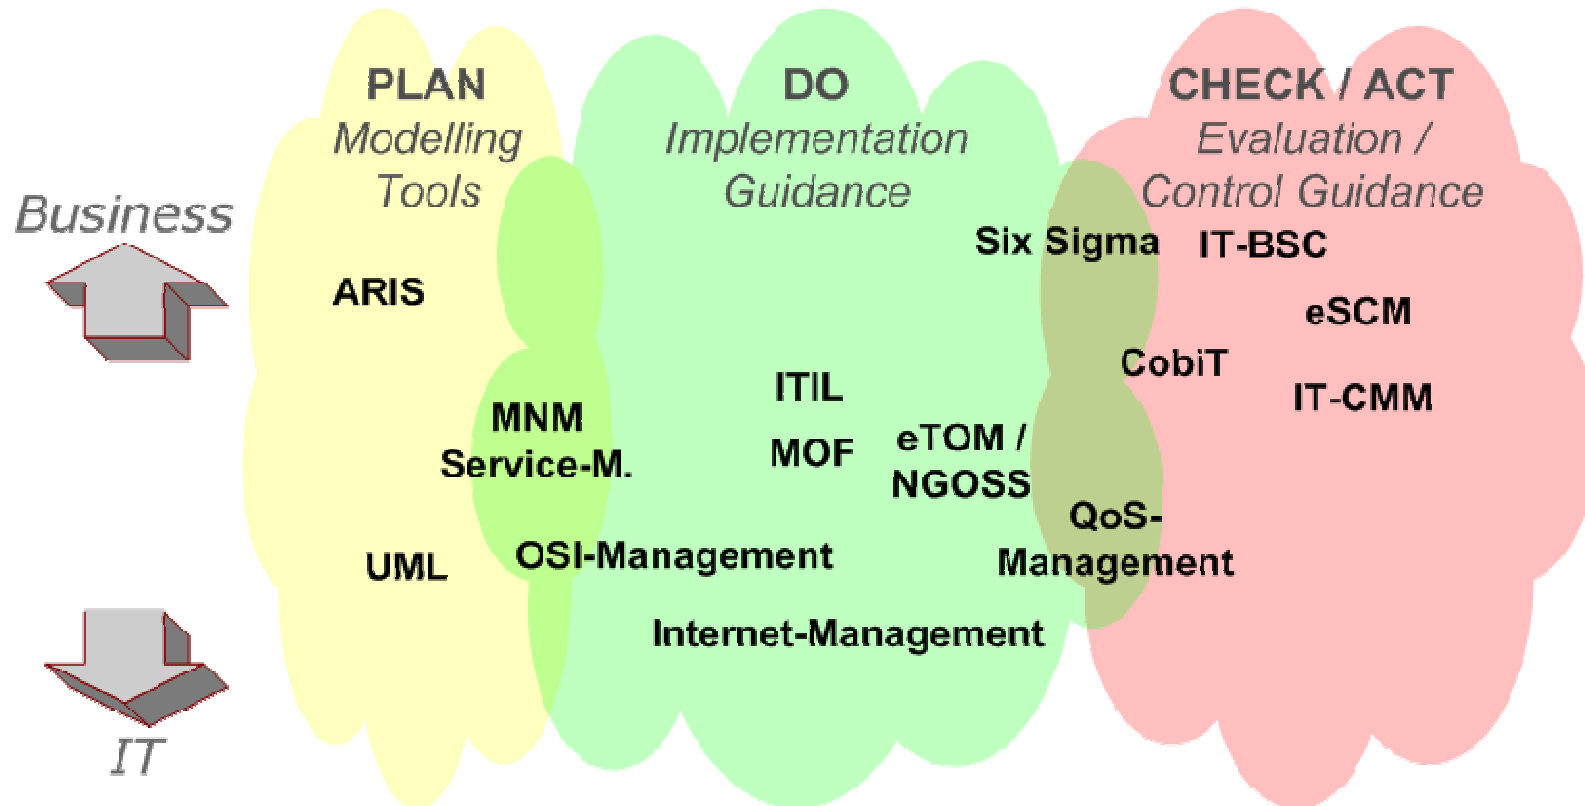 PLAN
Modelling
Tools
DO
Implementation
Guidance
CHECK / ACT
Evaluation /
Control Guidance
Business
IT
ARIS
MNM
Service-M.
UML
OSI-Management
Internet-Management
ITIL
MOF
eTOM /
NGOSS
Six Sigma
CobiT
QoS-
Management
IT-BSC
eSCM
IT-CMM